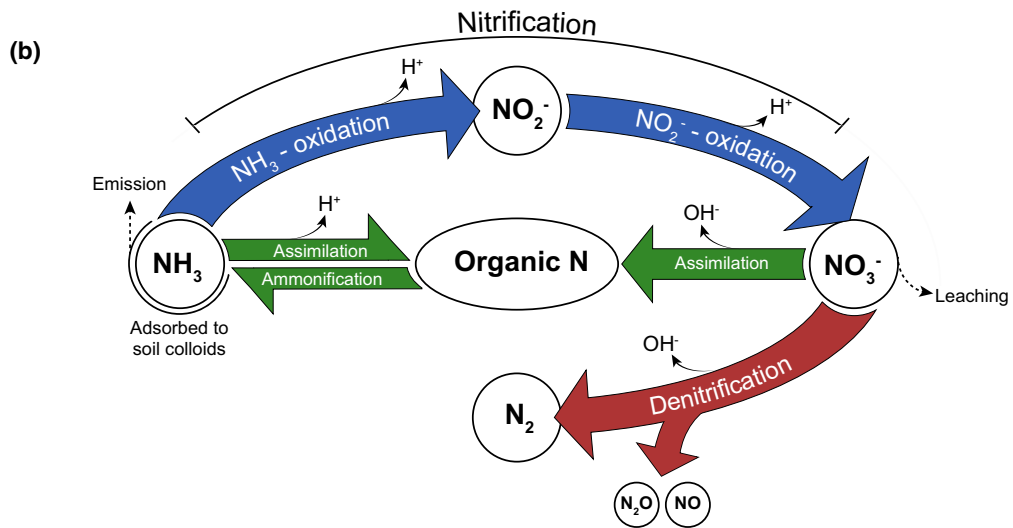 (b)
Nitrification
H⁺
NO₂⁻
H⁺
NH₃ - oxidation
NO₂⁻ - oxidation
Emission
H⁺
OH⁻
NH₃
Assimilation
Ammonification
Organic N
Assimilation
NO₃⁻
Leaching
Adsorbed to
soil colloids
OH⁻
Denitrification
N₂
N₂O
NO